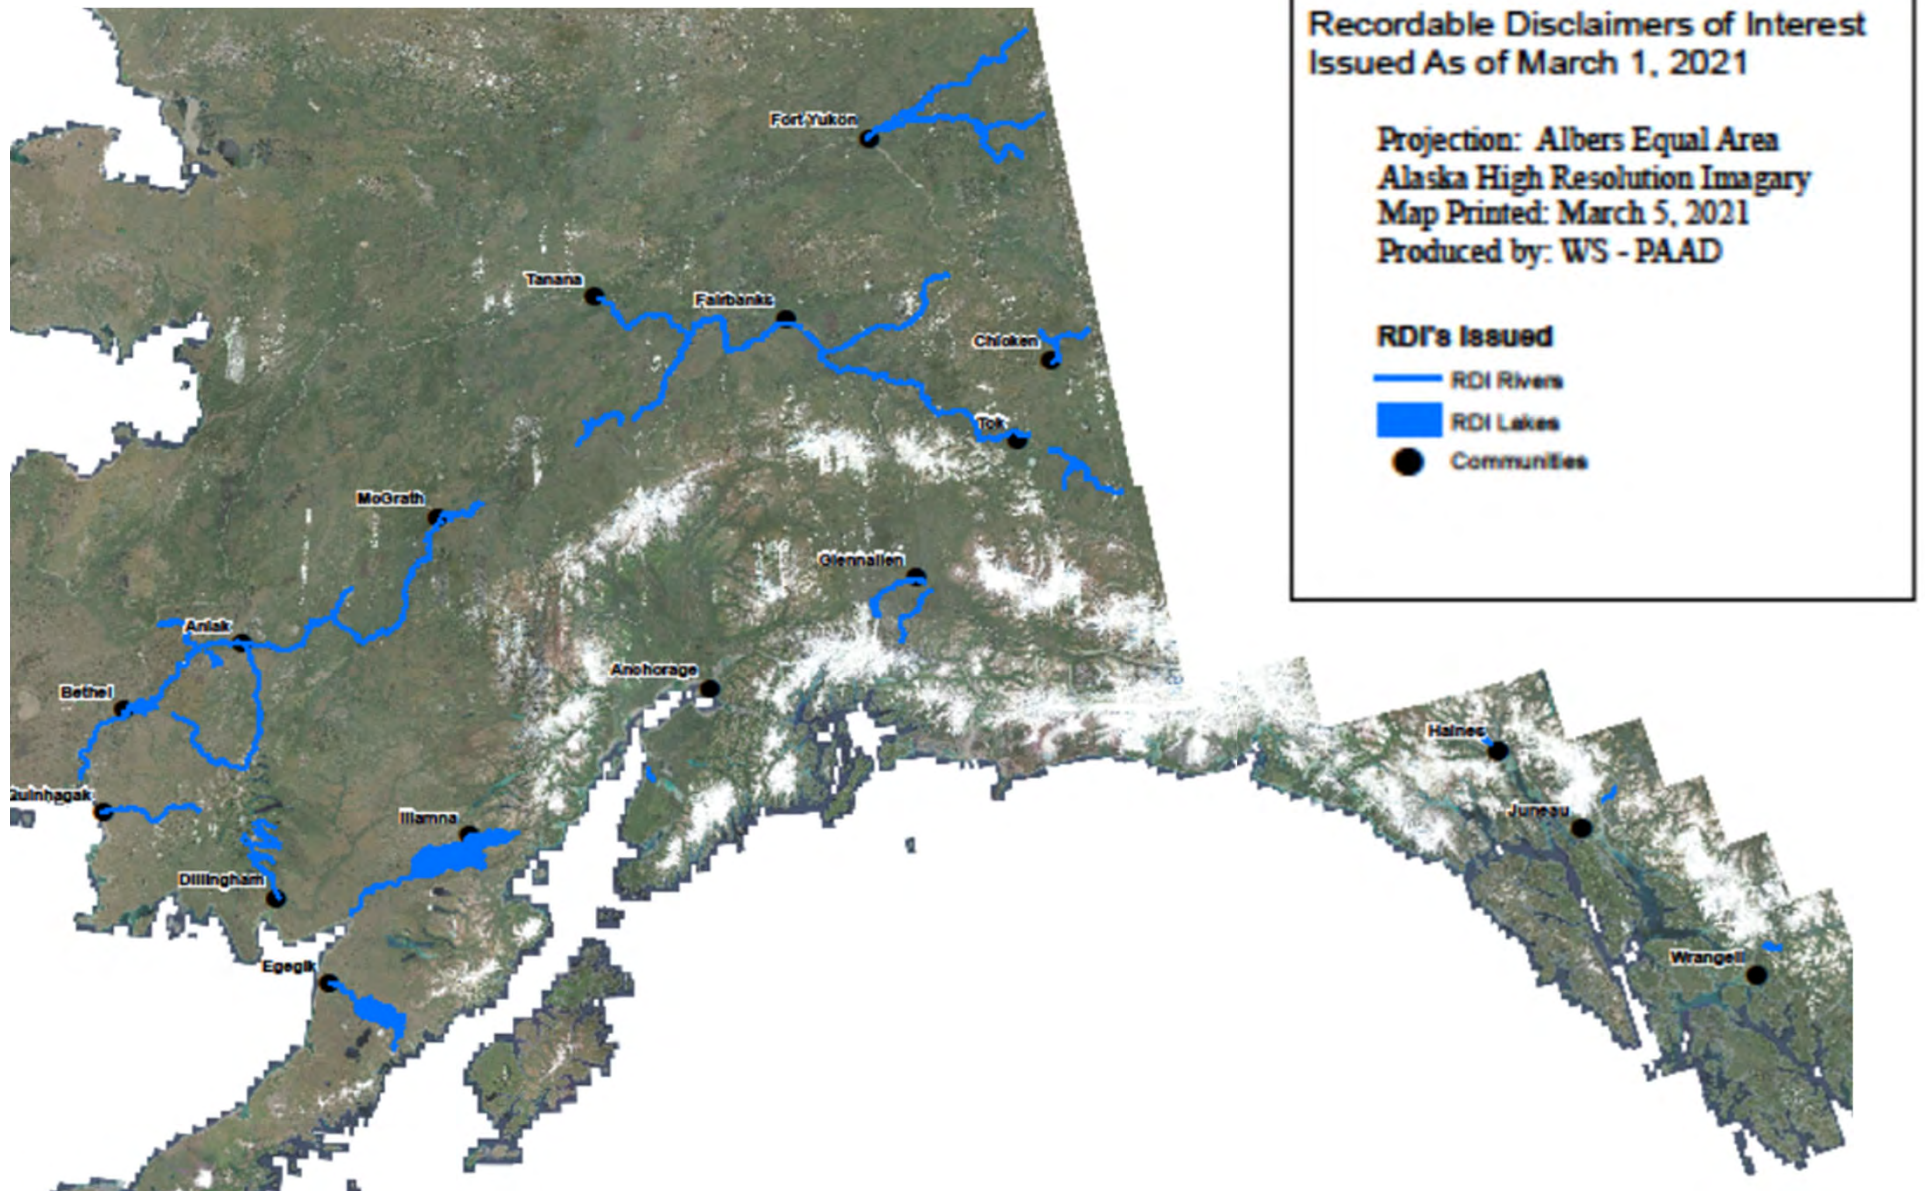 Recordable Disclaimers of Interest
Issued As of March 1, 2021
Projection: Albers Equal Area
Alaska High Resolution Imagary
Map Printed: March 5, 2021
Produced by: WS - PAAD
RDI's Issued
RDI Rivers
RDI Lakes
Communities
Fort Yukon
Tanana
Fairbanks
Chicken
Tok
McGrath
Glennallen
Aniak
Anchorage
Bethel
Haines
Quinhagak
Iliamna
Juneau
Dillingham
Egegik
Wrangell